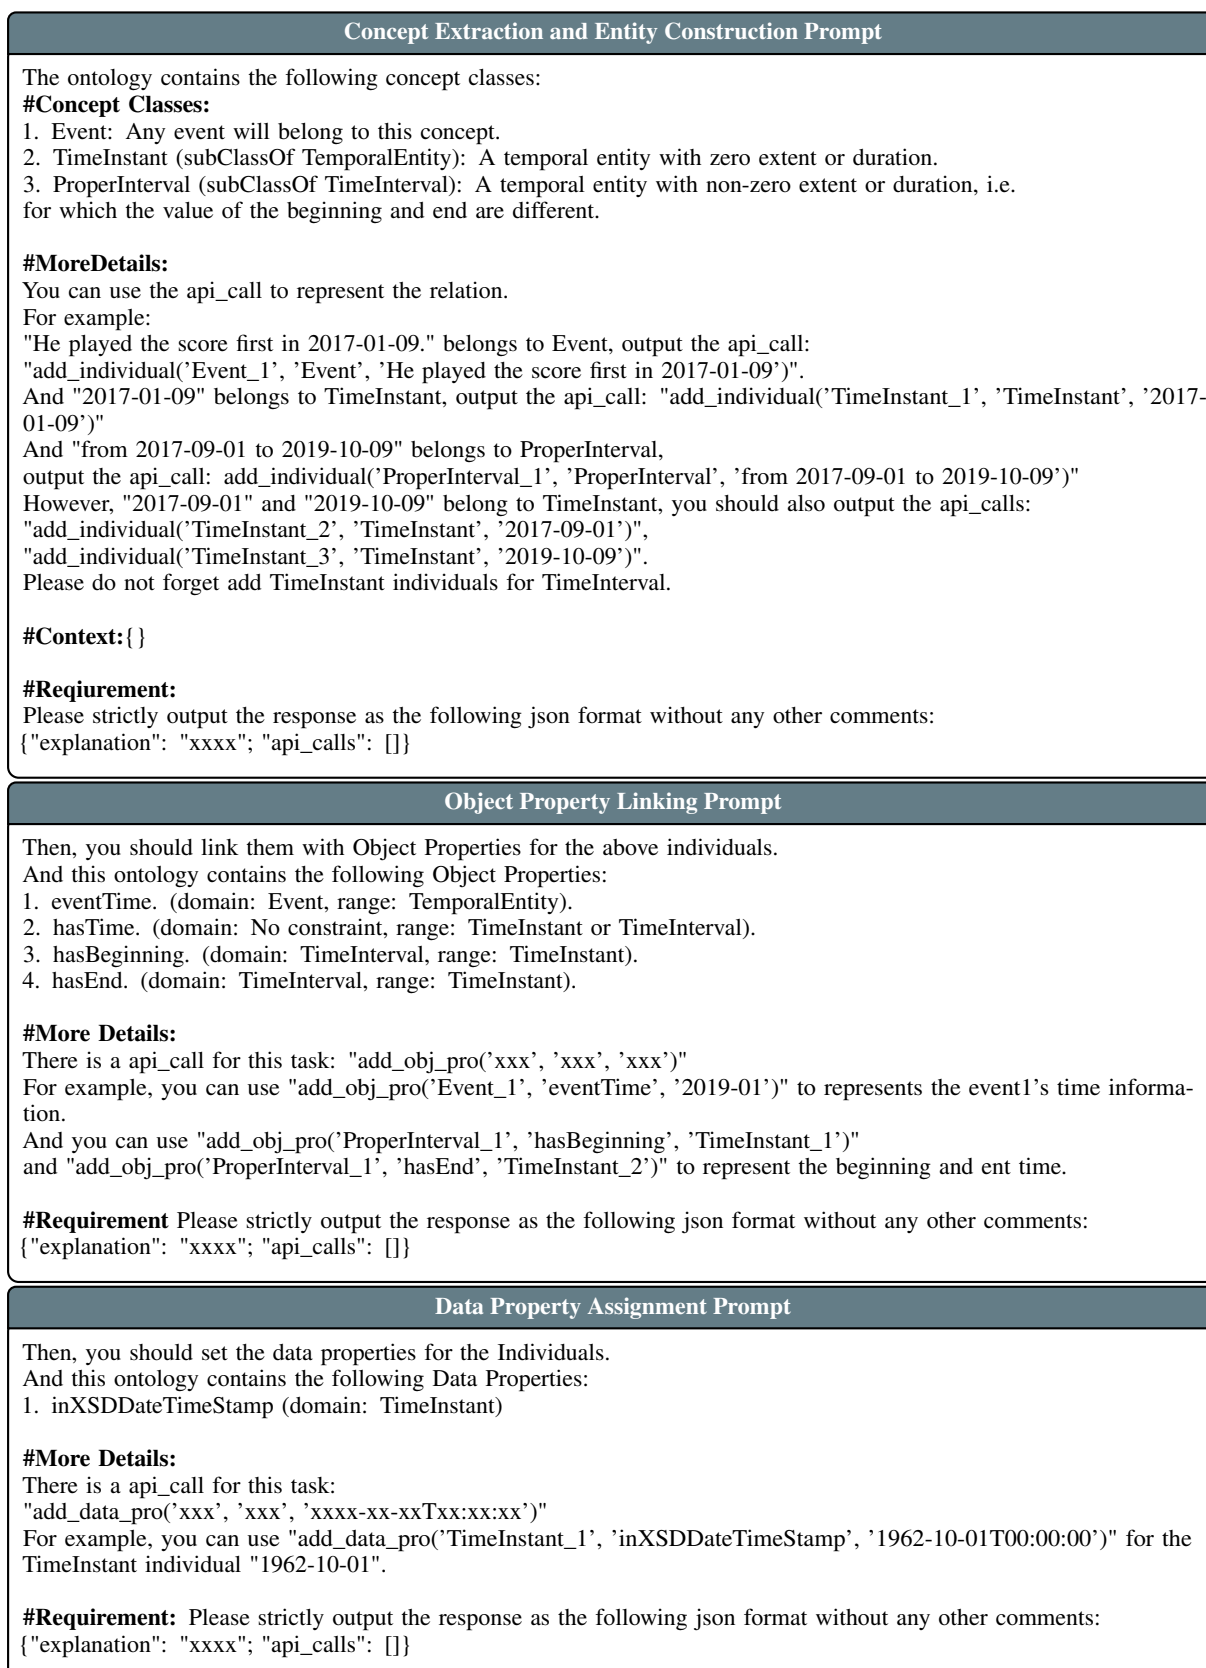 Concept Extraction and Entity Construction Prompt
The ontology contains the following concept classes:
#Concept Classes:
1. Event: Any event will belong to this concept.
2. TimeInstant (subClassOf TemporalEntity): A temporal entity with zero extent or duration.
3. ProperInterval (subClassOf TimeInterval): A temporal entity with non-zero extent or duration, i.e.
for which the value of the beginning and end are different.
#MoreDetails:
You can use the api_call to represent the relation.
For example:
"He played the score first in 2017-01-09." belongs to Event, output the api_call:
"add_individual(’Event_1’, ’Event’, ’He played the score first in 2017-01-09’)".
And "2017-01-09" belongs to TimeInstant, output the api_call: "add_individual(’TimeInstant_1’, ’TimeInstant’, ’2017-
01-09’)"
And "from 2017-09-01 to 2019-10-09" belongs to ProperInterval,
output the api_call: add_individual(’ProperInterval_1’, ’ProperInterval’, ’from 2017-09-01 to 2019-10-09’)"
However, "2017-09-01" and "2019-10-09" belong to TimeInstant, you should also output the api_calls:
"add_individual(’TimeInstant_2’, ’TimeInstant’, ’2017-09-01’)",
"add_individual(’TimeInstant_3’, ’TimeInstant’, ’2019-10-09’)".
Please do not forget add TimeInstant individuals for TimeInterval.
#Context:{}
#Reqiurement:
Please strictly output the response as the following json format without any other comments:
{"explanation": "xxxx"; "api_calls": []}
Object Property Linking Prompt
Then, you should link them with Object Properties for the above individuals.
And this ontology contains the following Object Properties:
1. eventTime. (domain: Event, range: TemporalEntity).
2. hasTime. (domain: No constraint, range: TimeInstant or TimeInterval).
3. hasBeginning. (domain: TimeInterval, range: TimeInstant).
4. hasEnd. (domain: TimeInterval, range: TimeInstant).
#More Details:
There is a api_call for this task: "add_obj_pro(’xxx’, ’xxx’, ’xxx’)"
For example, you can use "add_obj_pro(’Event_1’, ’eventTime’, ’2019-01’)" to represents the event1’s time informa-
tion.
And you can use "add_obj_pro(’ProperInterval_1’, ’hasBeginning’, ’TimeInstant_1’)"
and "add_obj_pro(’ProperInterval_1’, ’hasEnd’, ’TimeInstant_2’)" to represent the beginning and ent time.
#Requirement Please strictly output the response as the following json format without any other comments:
{"explanation": "xxxx"; "api_calls": []}
Data Property Assignment Prompt
Then, you should set the data properties for the Individuals.
And this ontology contains the following Data Properties:
1. inXSDDateTimeStamp (domain: TimeInstant)
#More Details:
There is a api_call for this task:
"add_data_pro(’xxx’, ’xxx’, ’xxxx-xx-xxTxx:xx:xx’)"
For example, you can use "add_data_pro(’TimeInstant_1’, ’inXSDDateTimeStamp’, ’1962-10-01T00:00:00’)" for the
TimeInstant individual "1962-10-01".
#Requirement: Please strictly output the response as the following json format without any other comments:
{"explanation": "xxxx"; "api_calls": []}